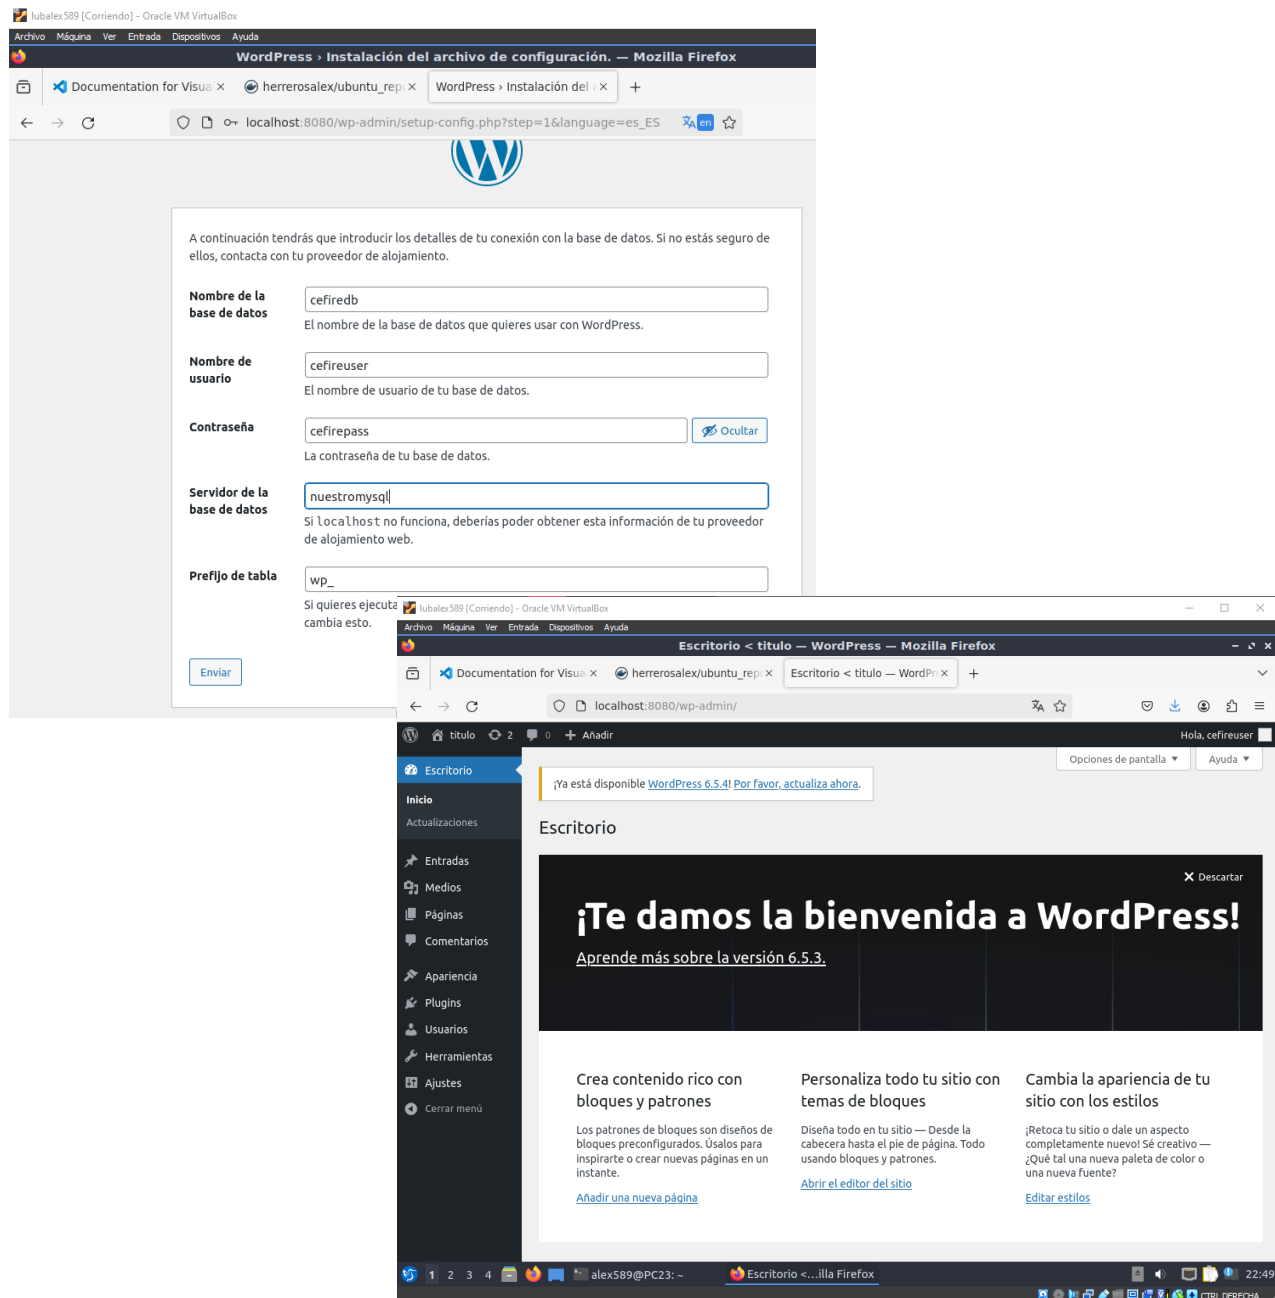 lubalex589 [Corriendo] - Oracle VM VirtualBox
Archivo Máquina Ver Entrada Dispositivos Ayuda
WordPress › Instalación del archivo de configuración. — Mozilla Firefox
Documentation for Visua
herrerosalex/ubuntu_rep
WordPress › Instalación del a
localhost:8080/wp-admin/setup-config.php?step=1&language=es_ES
en
A continuación tendrás que introducir los detalles de tu conexión con la base de datos. Si no estás seguro de
ellos, contacta con tu proveedor de alojamiento.
Nombre de la
base de datos
cefiredb
El nombre de la base de datos que quieres usar con WordPress.
Nombre de
usuario
cefireuser
El nombre de usuario de tu base de datos.
Contraseña
cefirepass
Ocultar
La contraseña de tu base de datos.
Servidor de la
base de datos
nuestromysql
Si localhost no funciona, deberías poder obtener esta información de tu proveedor
de alojamiento web.
Prefijo de tabla
wp_
Si quieres ejecuta
cambia esto.
Enviar
lubalex589 [Corriendo] - Oracle VM VirtualBox
Archivo Máquina Ver Entrada Dispositivos Ayuda
Escritorio < titulo — WordPress — Mozilla Firefox
Documentation for Visua
herrerosalex/ubuntu_rep
Escritorio < titulo — WordPre
localhost:8080/wp-admin/
titulo 2 0 Añadir
Hola, cefireuser
Opciones de pantalla
Ayuda
Escritorio
Inicio
Actualizaciones
Entradas
Medios
Páginas
Comentarios
Apariencia
Plugins
Usuarios
Herramientas
Ajustes
Cerrar menú
¡Ya está disponible WordPress 6.5.4! Por favor, actualiza ahora.
Escritorio
Descartar
¡Te damos la bienvenida a WordPress!
Aprende más sobre la versión 6.5.3.
Crea contenido rico con
bloques y patrones
Los patrones de bloques son diseños de
bloques preconfigurados. Úsalos para
inspirarte o crear nuevas páginas en un
instante.
Añadir una nueva página
Personaliza todo tu sitio con
temas de bloques
Diseña todo en tu sitio — Desde la
cabecera hasta el pie de página. Todo
usando bloques y patrones.
Abrir el editor del sitio
Cambia la apariencia de tu
sitio con los estilos
¡Retoca tu sitio o dale un aspecto
completamente nuevo! Sé creativo —
¿Qué tal una nueva paleta de color o
una nueva fuente?
Editar estilos
1 2 3 4
alex589@PC23: ~
Escritorio <...illa Firefox
22:49
CTRL DERECHA